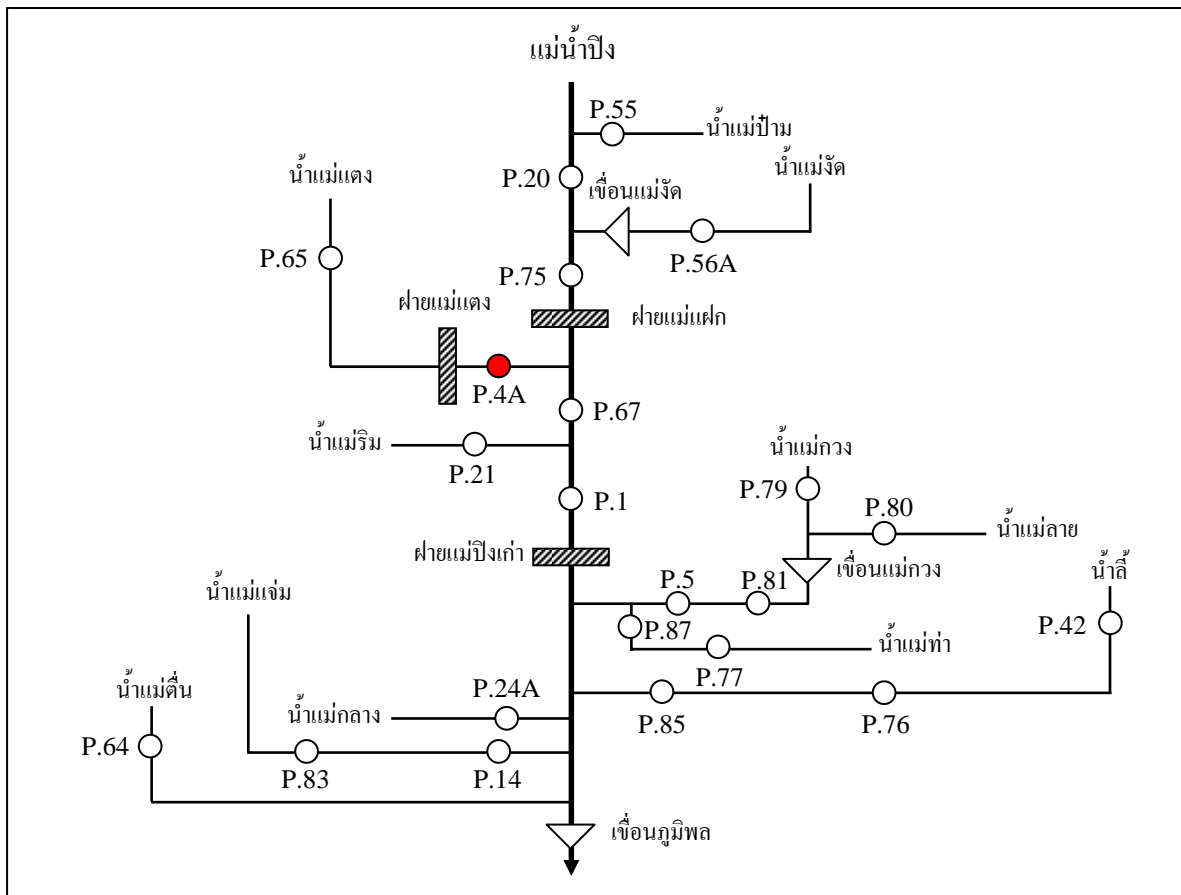 แม่น้ำปิง
P.55
น้ำแม่ป๋าม
น้ำแม่งัด
น้ำแม่แตง
P.20
เขื่อนแม่งัด
P.65
P.56A
P.75
ฝายแม่แตง
ฝายแม่แฝก
P.4A
P.67
น้ำแม่ริม
P.21
น้ำแม่กวง
P.79
P.1
P.80
น้ำแม่ลาย
ฝายแม่ปิงเก่า
เขื่อนแม่กวง
น้ำลี้
P.5
P.81
น้ำแม่แจ่ม
P.87
น้ำแม่ท่า
P.42
P.77
น้ำแม่ตื่น
P.24A
น้ำแม่กลาง
P.85
P.76
P.64
P.83
P.14
เขื่อนภูมิพล